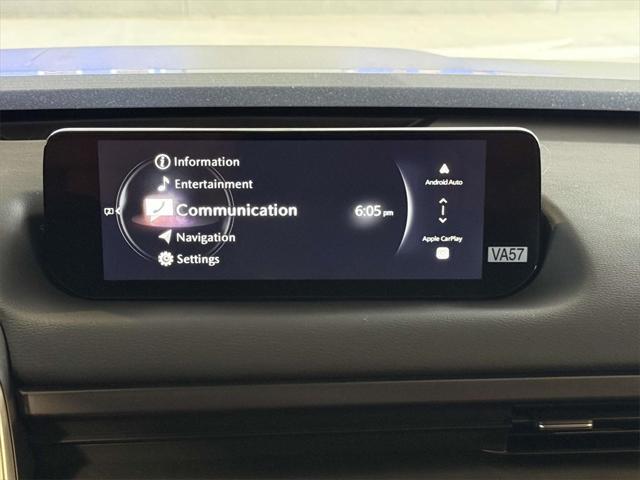 Information
Entertainment
Communication
6:05 pm
Navigation
Settings
Android Auto
Apple CarPlay
VA57